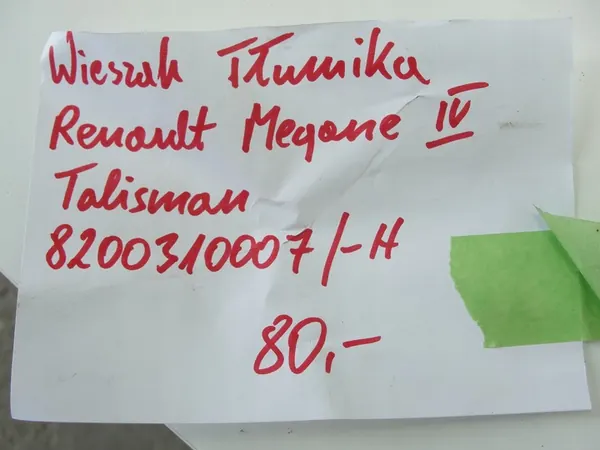 Wieszak Tłumika
Renault Megane IV
Talisman
8200310007/-H
80,-